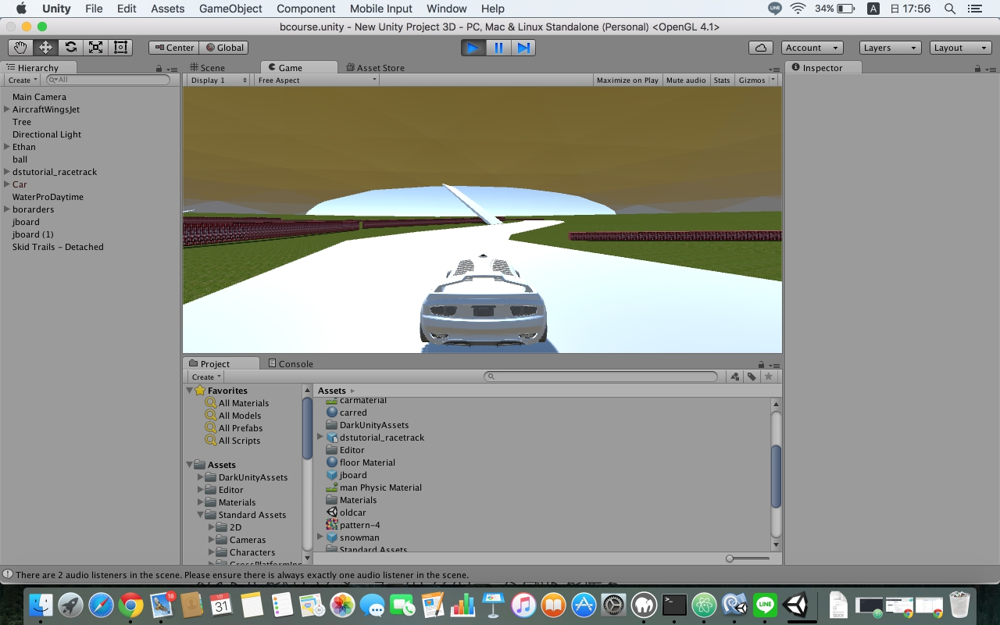 Unity File Edit Assets GameObject Component Mobile Input Window Help LINE 34% A 日 17:56
bcourse.unity - New Unity Project 3D - PC, Mac & Linux Standalone (Personal) <OpenGL 4.1>
Center Global Account Layers Layout
Hierarchy Scene Game Asset Store Inspector
Create All Display 1 Free Aspect Maximize on Play Mute audio Stats Gizmos
Main Camera
AircraftWingsJet
Tree
Directional Light
Ethan
ball
dstutorial_racetrack
Car
WaterProDaytime
borarders
jboard
jboard (1)
Skid Trails - Detached
Project Console
Create
Favorites
All Materials
All Models
All Prefabs
All Scripts
Assets
DarkUnityAssets
Editor
Materials
Standard Assets
2D
Cameras
Characters
Assets
carmaterial
carred
DarkUnityAssets
dstutorial_racetrack
Editor
floor Material
jboard
man Physic Material
Materials
oldcar
pattern-4
snowman
Standard Assets
There are 2 audio listeners in the scene. Please ensure there is always exactly one audio listener in the scene.
18
31
LINE
DOCX